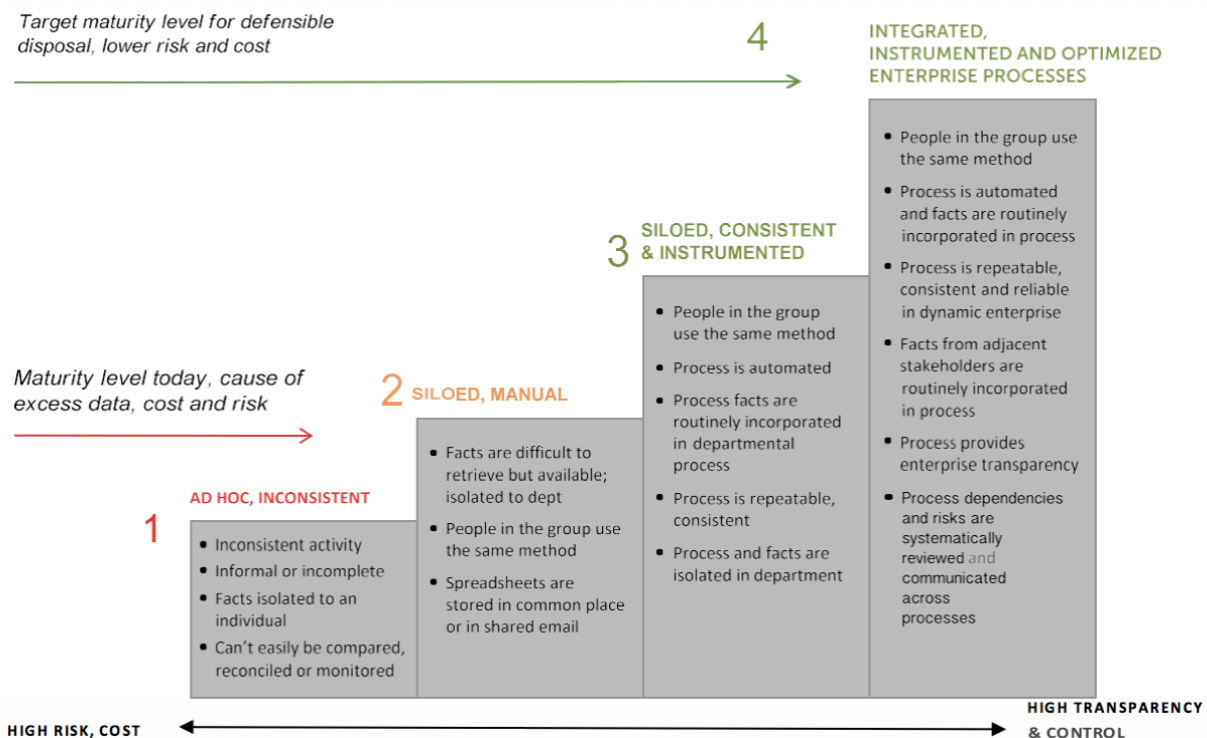 Target maturity level for defensible
disposal, lower risk and cost
4
INTEGRATED,
INSTRUMENTED AND OPTIMIZED
ENTERPRISE PROCESSES
▪ People in the group use
the same method
▪ Process is automated
and facts are routinely
incorporated in process
▪ Process is repeatable,
consistent and reliable
in dynamic enterprise
▪ Facts from adjacent
stakeholders are
routinely incorporated
in process
▪ Process provides
enterprise transparency
▪ Process dependencies
and risks are
systematically
reviewed and
communicated
across
processes
3
SILOED, CONSISTENT
& INSTRUMENTED
▪ People in the group
use the same method
▪ Process is automated
▪ Process facts are
routinely incorporated
in departmental
process
▪ Process is repeatable,
consistent
▪ Process and facts are
isolated in department
Maturity level today, cause of
excess data, cost and risk
2
SILOED, MANUAL
▪ Facts are difficult to
retrieve but available;
isolated to dept
▪ People in the group use
the same method
▪ Spreadsheets are
stored in common place
or in shared email
1
AD HOC, INCONSISTENT
▪ Inconsistent activity
▪ Informal or incomplete
▪ Facts isolated to an
individual
▪ Can't easily be compared,
reconciled or monitored
HIGH RISK, COST
HIGH TRANSPARENCY
& CONTROL